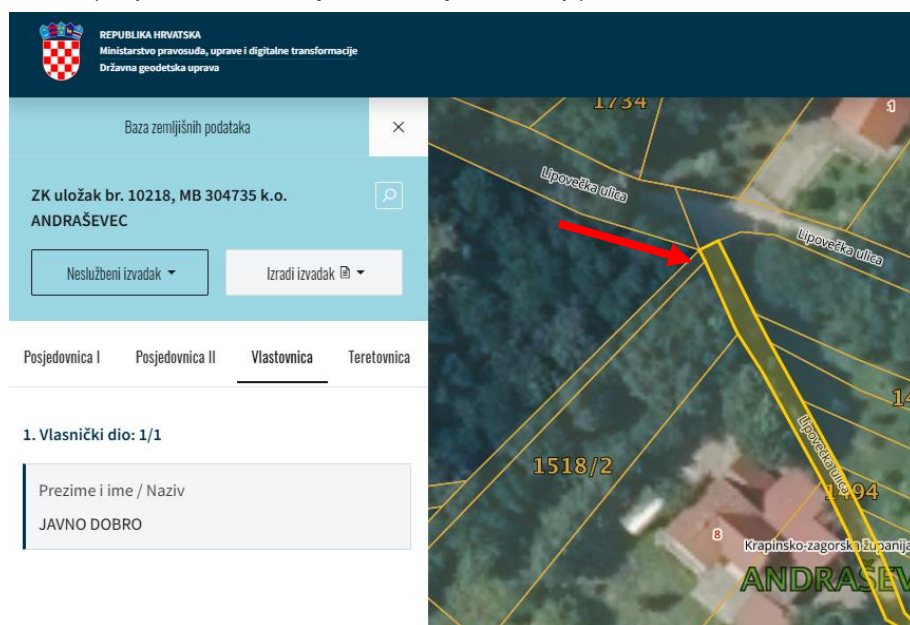 REPUBLIKA HRVATSKA
Ministarstvo pravosuđa, uprave i digitalne transformacije
Državna geodetska uprava
Baza zemljišnih podataka
ZK uložak br. 10218, MB 304735 k.o.
ANDRAŠEVEC
Neslužbeni izvadak
Izradi izvadak
Posjedovnica I
Posjedovnica II
Vlastovnica
Teretovnica
1. Vlasnički dio: 1/1
Prezime i ime / Naziv
JAVNO DOBRO
1734
Lipovečka ulica
Lipovečka ulica
Lipovečka ulica
1518/2
1494
8
Krapinsko-zagorska županija